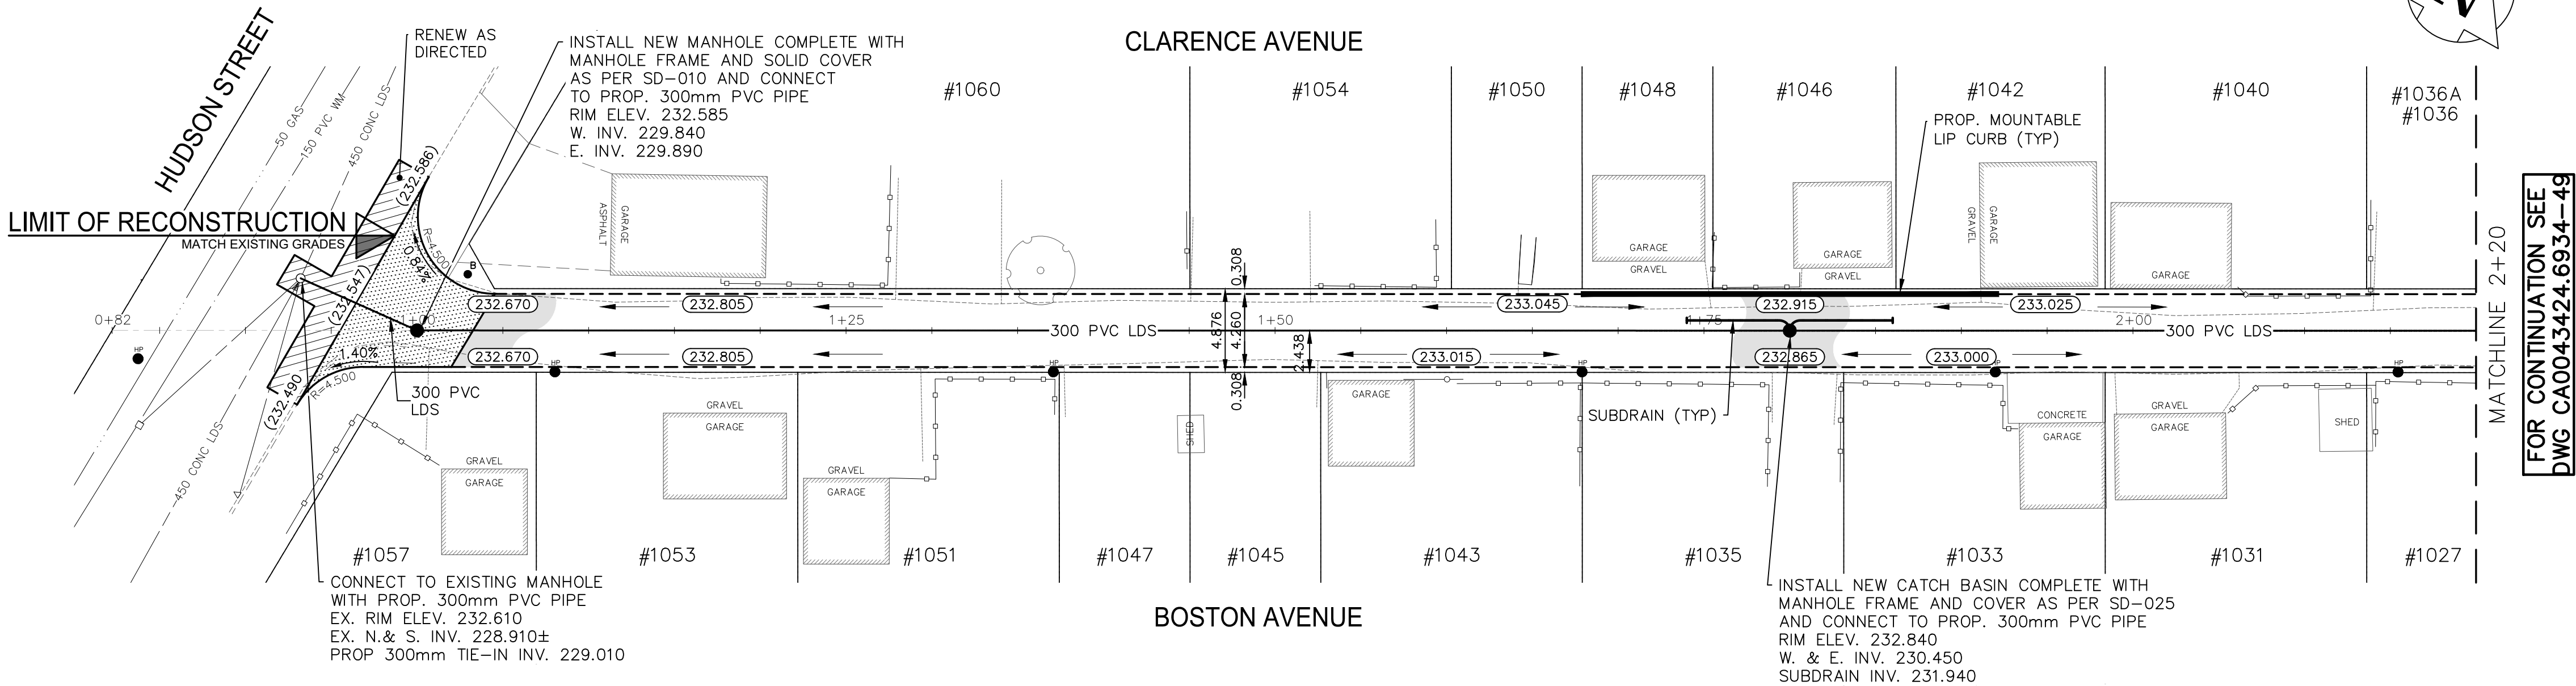 HUDSON STREET
RENEW AS
DIRECTED
INSTALL NEW MANHOLE COMPLETE WITH
MANHOLE FRAME AND SOLID COVER
AS PER SD-010 AND CONNECT
TO PROP. 300mm PVC PIPE
RIM ELEV. 232.585
W. INV. 229.840
E. INV. 229.890
CLARENCE AVENUE
#1060
#1054
#1050
#1048
#1046
#1042
#1040
#1036A
#1036
50 GAS
150 PVC WM
450 CONC LDS
PROP. MOUNTABLE
LIP CURB (TYP)
LIMIT OF RECONSTRUCTION
MATCH EXISTING GRADES
(232.586)
(232.547)
(232.490)
R=4.500
0.84%
B
ASPHALT
GARAGE
GARAGE
GRAVEL
GARAGE
GRAVEL
GRAVEL
GARAGE
GARAGE
0.308
4.876
4.260
2.438
0.308
232.670
232.805
233.045
232.915
233.025
0+82
1+25
1+50
2+00
300 PVC LDS
300 PVC LDS
232.670
232.805
233.015
232.865
233.000
HP
HP
HP
HP
HP
HP
1.40%
R=4.500
300 PVC
LDS
450 CONC LDS
SUBDRAIN (TYP)
GRAVEL
GARAGE
GRAVEL
GARAGE
GRAVEL
GARAGE
SHED
GARAGE
CONCRETE
GARAGE
GRAVEL
GARAGE
SHED
#1057
#1053
#1051
#1047
#1045
#1043
#1035
#1033
#1031
#1027
CONNECT TO EXISTING MANHOLE
WITH PROP. 300mm PVC PIPE
EX. RIM ELEV. 232.610
EX. N.& S. INV. 228.910±
PROP 300mm TIE-IN INV. 229.010
BOSTON AVENUE
INSTALL NEW CATCH BASIN COMPLETE WITH
MANHOLE FRAME AND COVER AS PER SD-025
AND CONNECT TO PROP. 300mm PVC PIPE
RIM ELEV. 232.840
W. & E. INV. 230.450
SUBDRAIN INV. 231.940
MATCHLINE 2+20
FOR CONTINUATION SEE
DWG CA0043424.6934-49